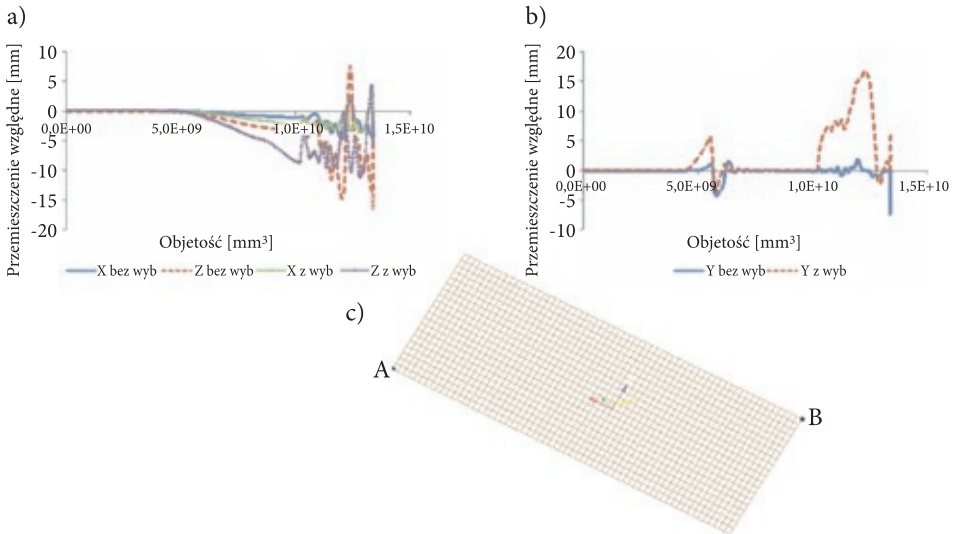 a)
Przemieszczenie względne [mm]
10
5
0
-5
-10
-15
-20
0,0E+00
5,0E+09
1,0E+10
1,5E+10
Objetość [mm³]
X bez wyb
Z bez wyb
X z wyb
Z z wyb
b)
Przemieszczenie względne [mm]
20
15
10
5
0
-5
-10
0,0E+00
5,0E+09
1,0E+10
1,5E+10
Objetość [mm³]
Y bez wyb
Y z wyb
c)
A
B